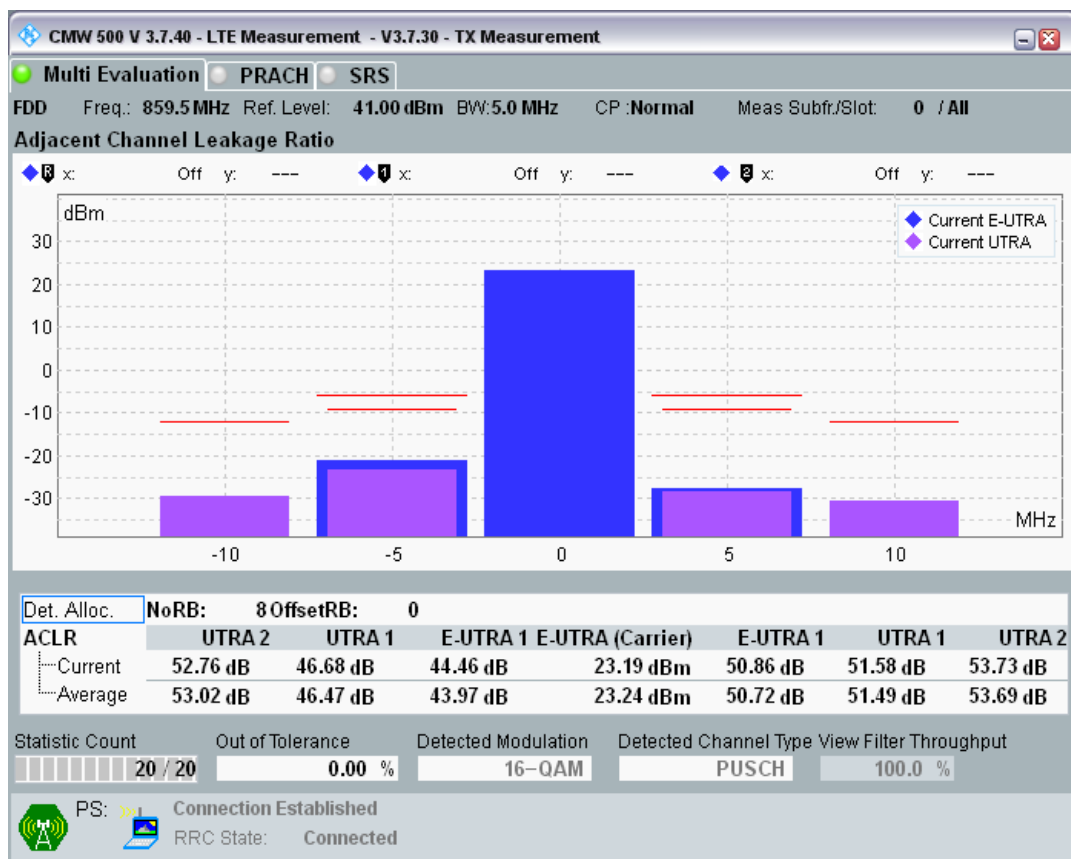 CMW 500 V 3.7.40 - LTE Measurement - V3.7.30 - TX Measurement
Multi Evaluation PRACH SRS
FDD Freq.: 859.5 MHz Ref. Level: 41.00 dBm BW:5.0 MHz CP :Normal Meas Subfr./Slot: 0 / All
Adjacent Channel Leakage Ratio
R x: Off y: --- 1 x: Off y: --- 2 x: Off y: ---
dBm
Current E-UTRA
Current UTRA
30
20
10
0
-10
-20
-30
MHz
-10 -5 0 5 10
Det. Alloc. NoRB: 8 OffsetRB: 0
ACLR UTRA 2 UTRA 1 E-UTRA 1 E-UTRA (Carrier) E-UTRA 1 UTRA 1 UTRA 2
Current 52.76 dB 46.68 dB 44.46 dB 23.19 dBm 50.86 dB 51.58 dB 53.73 dB
Average 53.02 dB 46.47 dB 43.97 dB 23.24 dBm 50.72 dB 51.49 dB 53.69 dB
Statistic Count Out of Tolerance Detected Modulation Detected Channel Type View Filter Throughput
20 / 20 0.00 % 16-QAM PUSCH 100.0 %
PS: Connection Established
RRC State: Connected